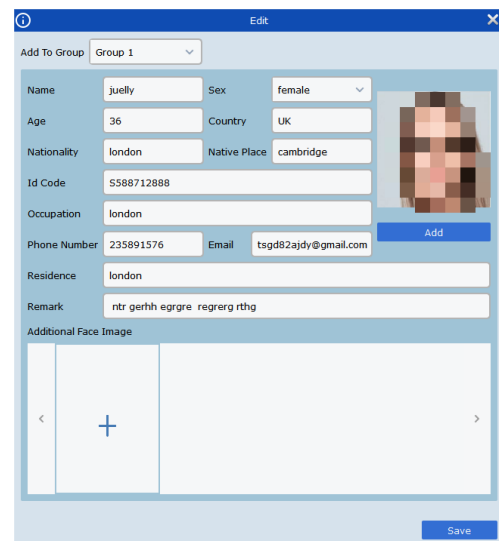 Edit
Add To Group Group 1
Name juelly Sex female
Age 36 Country UK
Nationality london Native Place cambridge
Id Code S588712888
Occupation london
Add
Phone Number 235891576 Email tsgd82ajdy@gmail.com
Residence london
Remark ntr gerhh egrgre regrerg rthg
Additional Face Image
Save